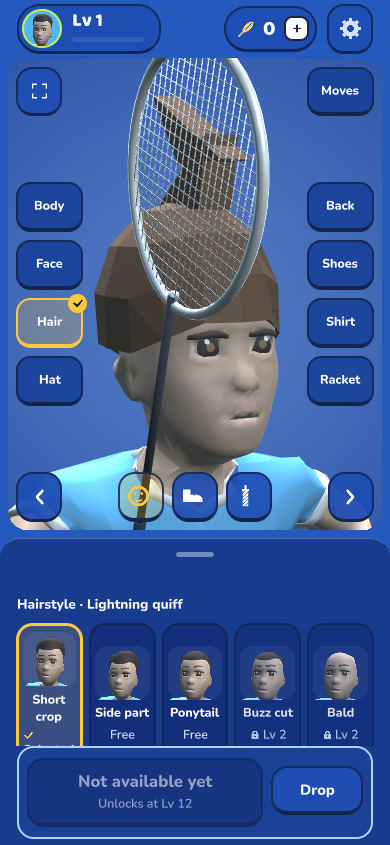 Lv 1
0
+
Moves
Body
Back
Face
Shoes
Hair
Shirt
Hat
Racket
Hairstyle · Lightning quiff
Short
crop
Side part
Free
Ponytail
Free
Buzz cut
Lv 2
Bald
Lv 2
Not available yet
Unlocks at Lv 12
Drop